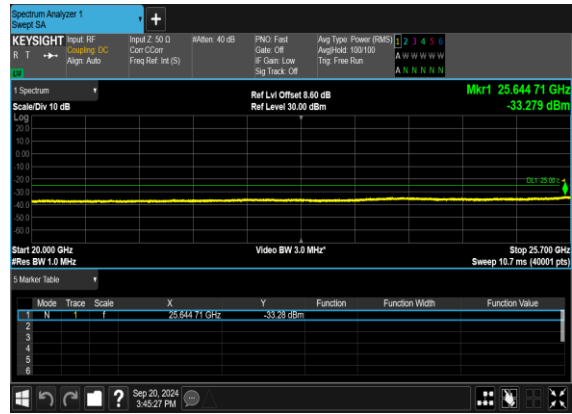 Spectrum Analyzer 1
Swept SA
+
KEYSIGHT Input: RF Input Z: 50 Ω #Atten: 40 dB PNO: Fast Avg Type: Power (RMS) 1 2 3 4 5 6
R T Coupling: DC Corr CCorr Gate: Off Avg|Hold: 100/100 A W W W W W
Align: Auto Freq Ref: Int (S) IF Gain: Low Trig: Free Run
Sig Track: Off A N N N N N
1 Spectrum Ref Lvl Offset 8.60 dB Mkr1 25.644 71 GHz
Scale/Div 10 dB Ref Level 30.00 dBm -33.279 dBm
Log
20.0
10.0
0.00
-10.0
-20.0
-30.0
-40.0
-50.0
-60.0
Start 20.000 GHz Video BW 3.0 MHz* Stop 25.700 GHz
#Res BW 1.0 MHz Sweep 10.7 ms (40001 pts)
5 Marker Table
Mode Trace Scale X Y Function Function Width Function Value
1 N 1 f 25.644 71 GHz -33.28 dBm
2
3
4
5
6
? Sep 20, 2024
3:45:27 PM